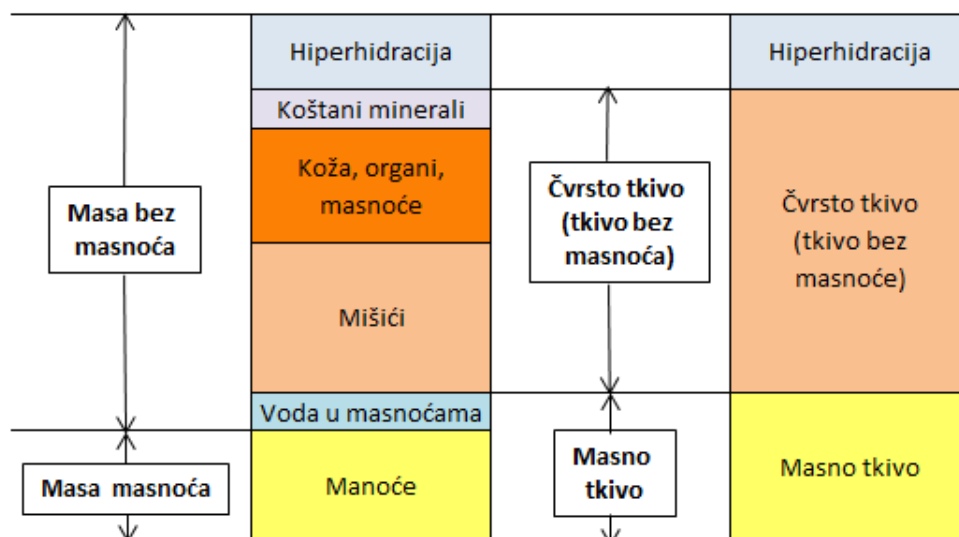 Hiperhidracija
Hiperhidracija
Koštani minerali
Koža, organi,
masnoće
Masa bez
masnoća
Čvrsto tkivo
(tkivo bez
masnoća)
Čvrsto tkivo
(tkivo bez
masnoće)
Mišići
Voda u masnoćama
Masa masnoća
Manoće
Masno
tkivo
Masno tkivo